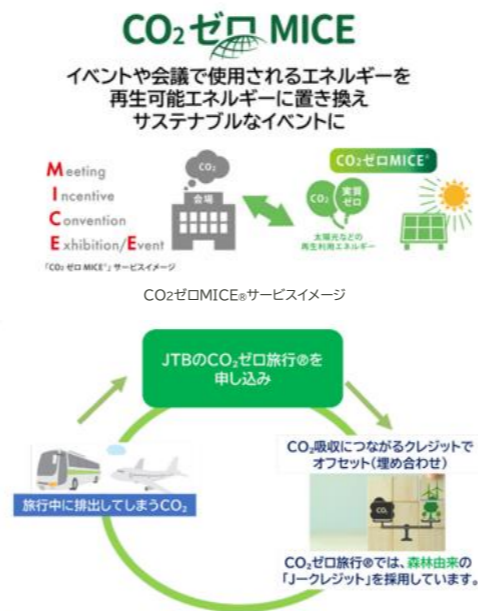 CO₂ゼロ MICE
イベントや会議で使用されるエネルギーを
再生可能エネルギーに置き換え
サステナブルなイベントに
Meeting
Incentive
Convention
Exhibition/Event
CO₂
会場
CO₂ゼロMICE®
CO₂
実質
ゼロ
太陽光などの
再生利用エネルギー
「CO₂ ゼロ MICE®」サービスイメージ
CO2ゼロMICE®サービスイメージ
JTBのCO₂ゼロ旅行®を
申し込み
旅行中に排出してしまうCO₂
CO₂吸収につながるクレジットで
オフセット(埋め合わせ)
CO₂
CO₂ゼロ旅行®では、森林由来の
「J-クレジット」を採用しています。